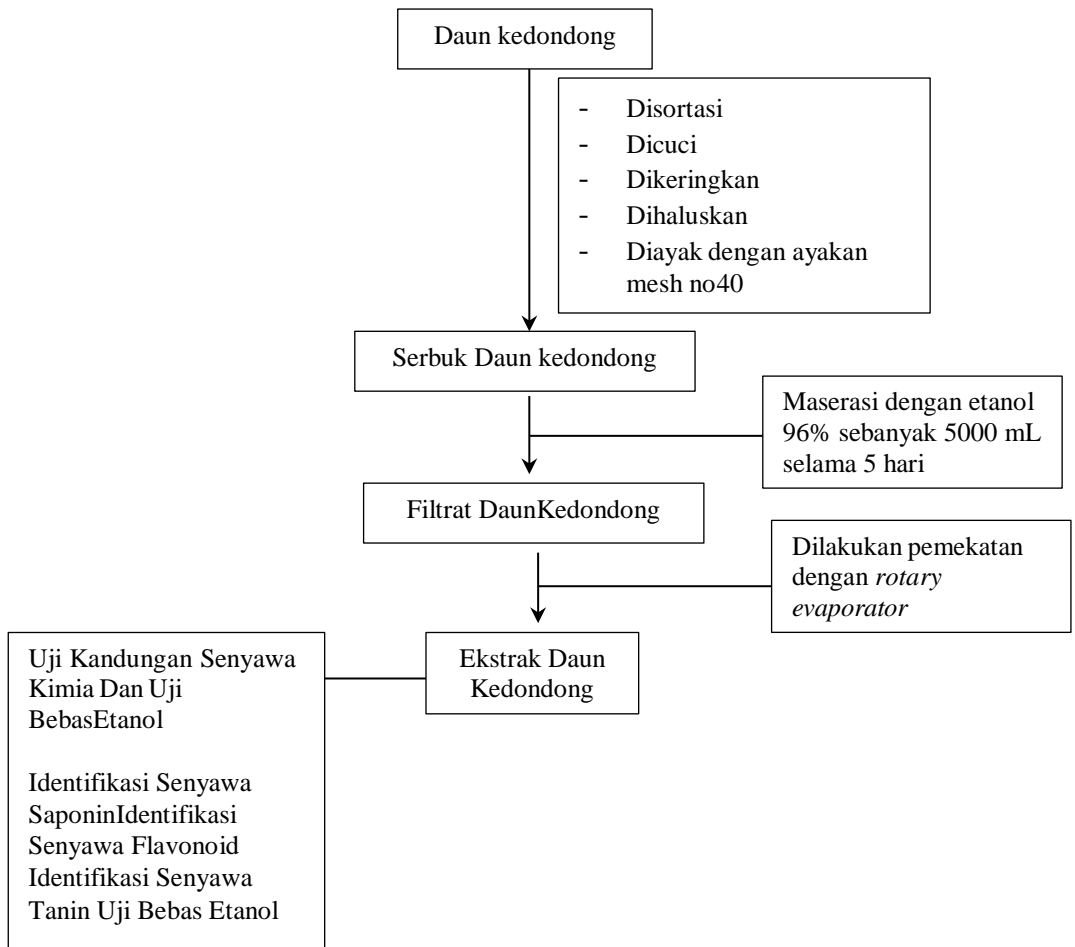 Daun kedondong
- Disortasi
- Dicuci
- Dikeringkan
- Dihaluskan
- Diayak dengan ayakan
mesh no40
Serbuk Daun kedondong
Maserasi dengan etanol
96% sebanyak 5000 mL
selama 5 hari
Filtrat DaunKedondong
Dilakukan pemekatan
dengan rotary
evaporator
Ekstrak Daun
Kedondong
Uji Kandungan Senyawa
Kimia Dan Uji
BebasEtanol
Identifikasi Senyawa
SaponinIdentifikasi
Senyawa Flavonoid
Identifikasi Senyawa
Tanin Uji Bebas Etanol